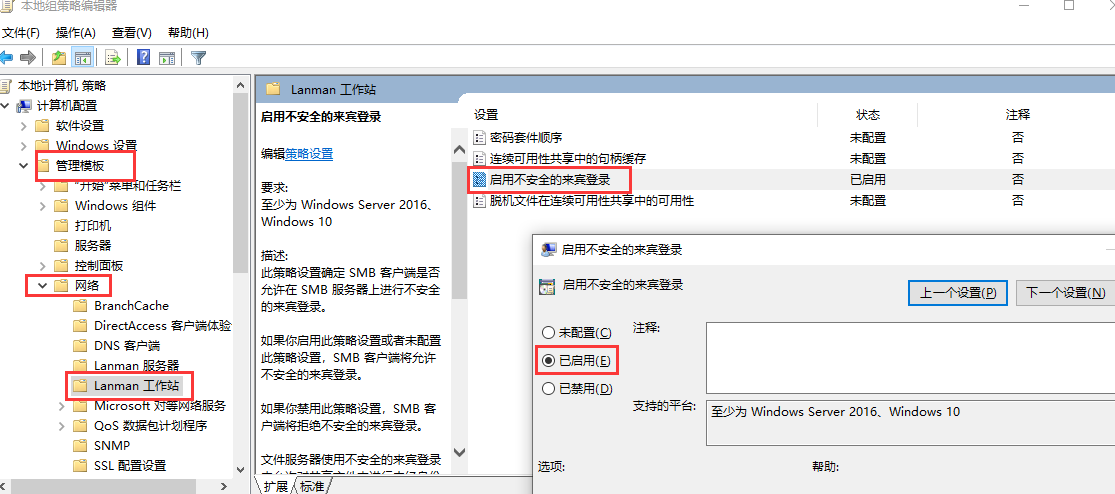 本地组策略编辑器
文件(F) 操作(A) 查看(V) 帮助(H)
本地计算机 策略
计算机配置
软件设置
Windows 设置
管理模板
"开始"菜单和任务栏
Windows 组件
打印机
服务器
控制面板
网络
BranchCache
DirectAccess 客户端体验
DNS 客户端
Lanman 服务器
Lanman 工作站
Microsoft 对等网络服务
QoS 数据包计划程序
SNMP
SSL 配置设置
Lanman 工作站
启用不安全的来宾登录
编辑策略设置
要求:
至少为 Windows Server 2016、
Windows 10
描述:
此策略设置确定 SMB 客户端是否
允许在 SMB 服务器上进行不安全
的来宾登录。
如果你启用此策略设置或者未配置
此策略设置，SMB 客户端将允许
不安全的来宾登录。
如果你禁用此策略设置，SMB 客
户端将拒绝不安全的来宾登录。
文件服务器使用不安全的来宾登录
扩展 标准
设置 状态 注释
密码套件顺序 未配置 否
连续可用性共享中的句柄缓存 未配置 否
启用不安全的来宾登录 已启用 否
脱机文件在连续可用性共享中的可用性 未配置 否
启用不安全的来宾登录
启用不安全的来宾登录
上一个设置(P) 下一个设置(N)
未配置(C) 注释:
已启用(E)
已禁用(D)
支持的平台: 至少为 Windows Server 2016、Windows 10
选项: 帮助: